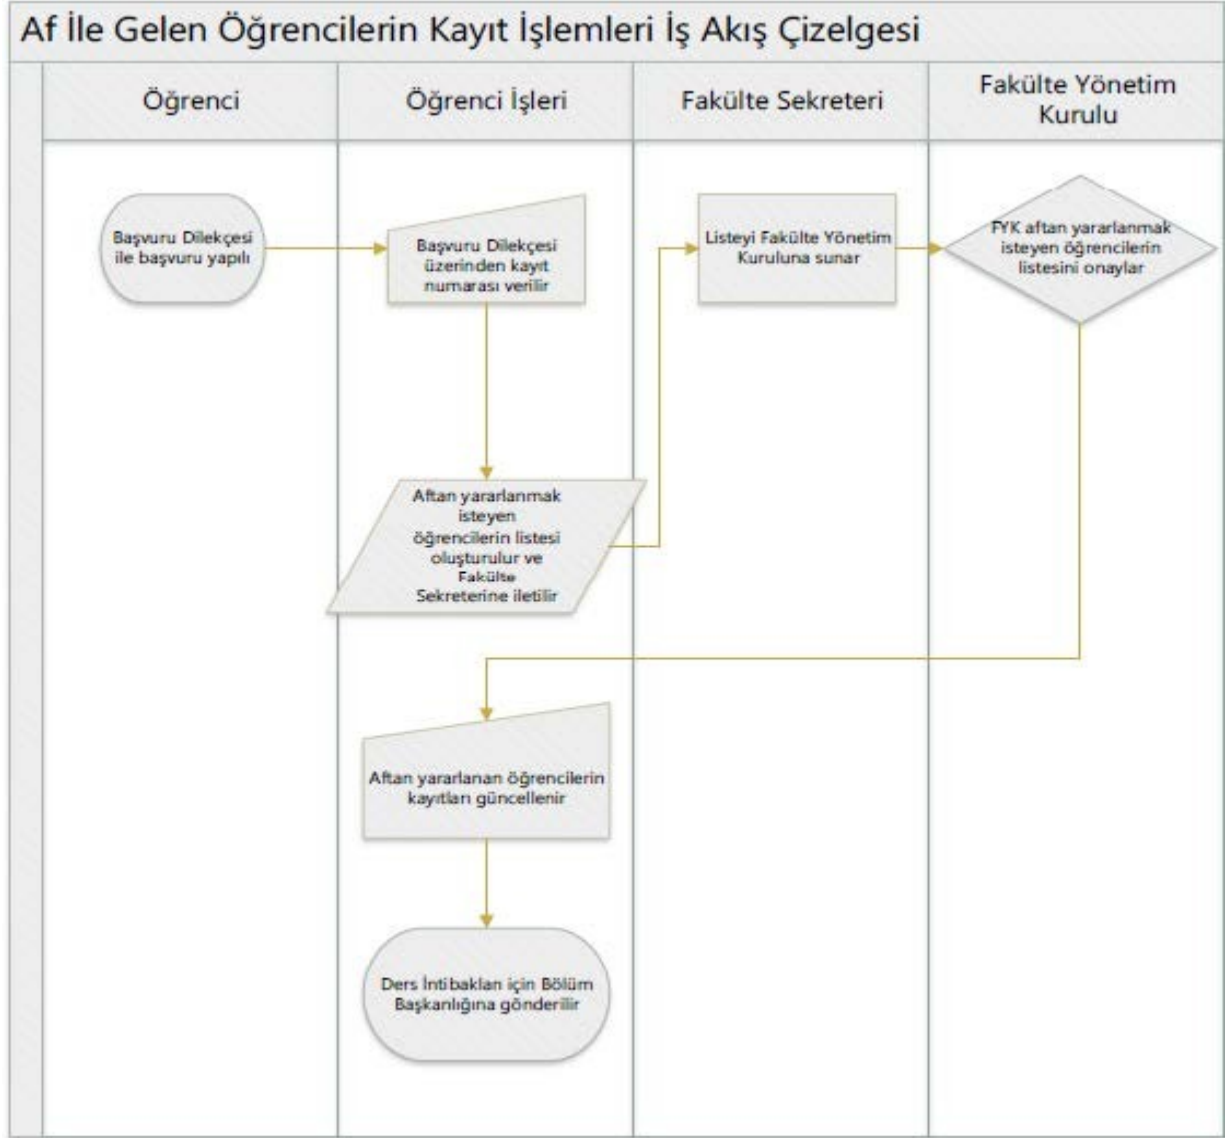 Af İle Gelen Öğrencilerin Kayıt İşlemleri İş Akış Çizelgesi
Öğrenci
Öğrenci İşleri
Fakülte Sekreteri
Fakülte Yönetim
Kurulu
Başvuru Dilekçesi
ile başvuru yapılı
Başvuru Dilekçesi
üzerinden kayıt
numarası verilir
Listeyi Fakülte Yönetim
Kuruluna sunar
FYK aftan yararlanmak
isteyen öğrencilerin
listesini onaylar
Aftan yararlanmak
isteyen
öğrencilerin listesi
oluşturulur ve
Fakülte
Sekreterine iletilir
Aftan yararlanan öğrencilerin
kayıtları güncellenir
Ders İntibakları için Bölüm
Başkanlığına gönderilir